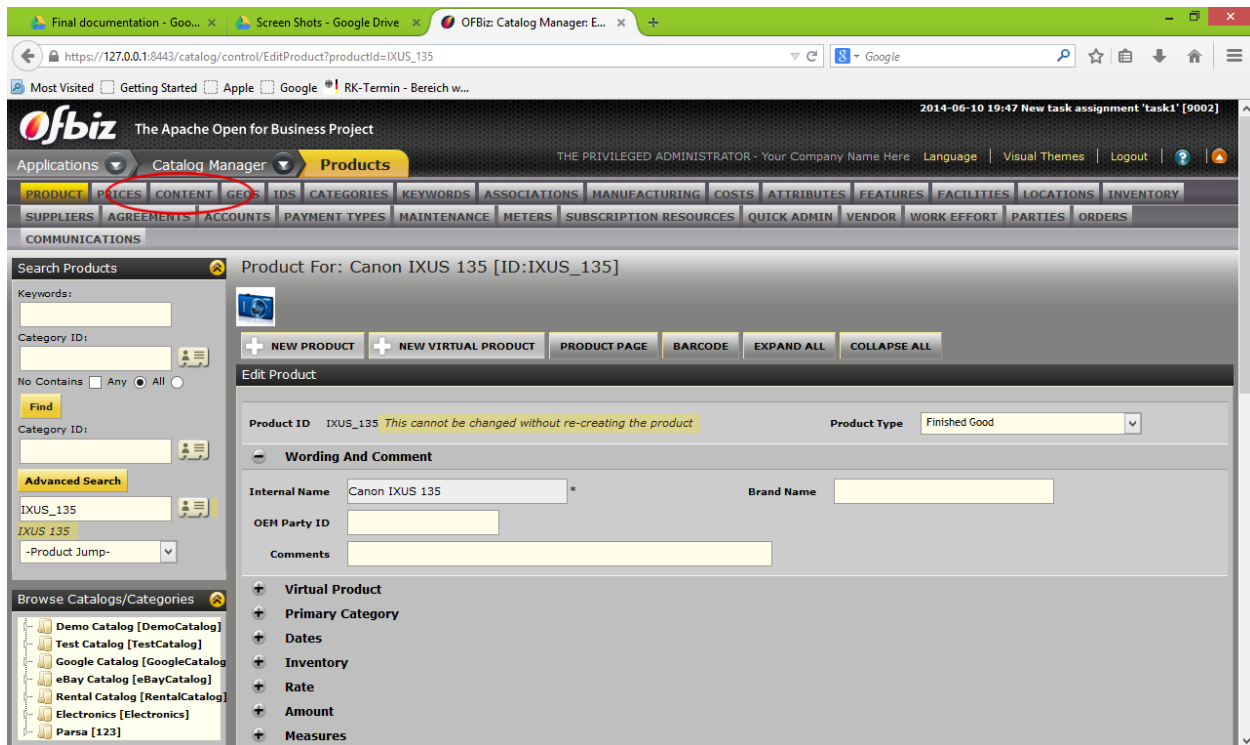 Final documentation - Goo... ×
Screen Shots - Google Drive ×
OFBiz: Catalog Manager: E... ×
https://127.0.0.1:8443/catalog/control/EditProduct?productId=IXUS_135
Google
Most Visited Getting Started Apple Google RK-Termin - Bereich w...
2014-06-10 19:47 New task assignment 'task1' [9002]
Ofbiz The Apache Open for Business Project
Applications Catalog Manager Products
THE PRIVILEGED ADMINISTRATOR - Your Company Name Here Language Visual Themes Logout ?
PRODUCT PRICES CONTENT GEOS IDS CATEGORIES KEYWORDS ASSOCIATIONS MANUFACTURING COSTS ATTRIBUTES FEATURES FACILITIES LOCATIONS INVENTORY
SUPPLIERS AGREEMENTS ACCOUNTS PAYMENT TYPES MAINTENANCE METERS SUBSCRIPTION RESOURCES QUICK ADMIN VENDOR WORK EFFORT PARTIES ORDERS
COMMUNICATIONS
Search Products
Keywords:
Category ID:
No Contains Any All
Find
Category ID:
Advanced Search
IXUS_135
IXUS 135
-Product Jump-
Browse Catalogs/Categories
Demo Catalog [DemoCatalog]
Test Catalog [TestCatalog]
Google Catalog [GoogleCatalog
eBay Catalog [eBayCatalog]
Rental Catalog [RentalCatalog]
Electronics [Electronics]
Parsa [123]
Product For: Canon IXUS 135 [ID:IXUS_135]
NEW PRODUCT NEW VIRTUAL PRODUCT PRODUCT PAGE BARCODE EXPAND ALL COLLAPSE ALL
Edit Product
Product ID IXUS_135 This cannot be changed without re-creating the product Product Type Finished Good
Wording And Comment
Internal Name Canon IXUS 135 * Brand Name
OEM Party ID
Comments
Virtual Product
Primary Category
Dates
Inventory
Rate
Amount
Measures